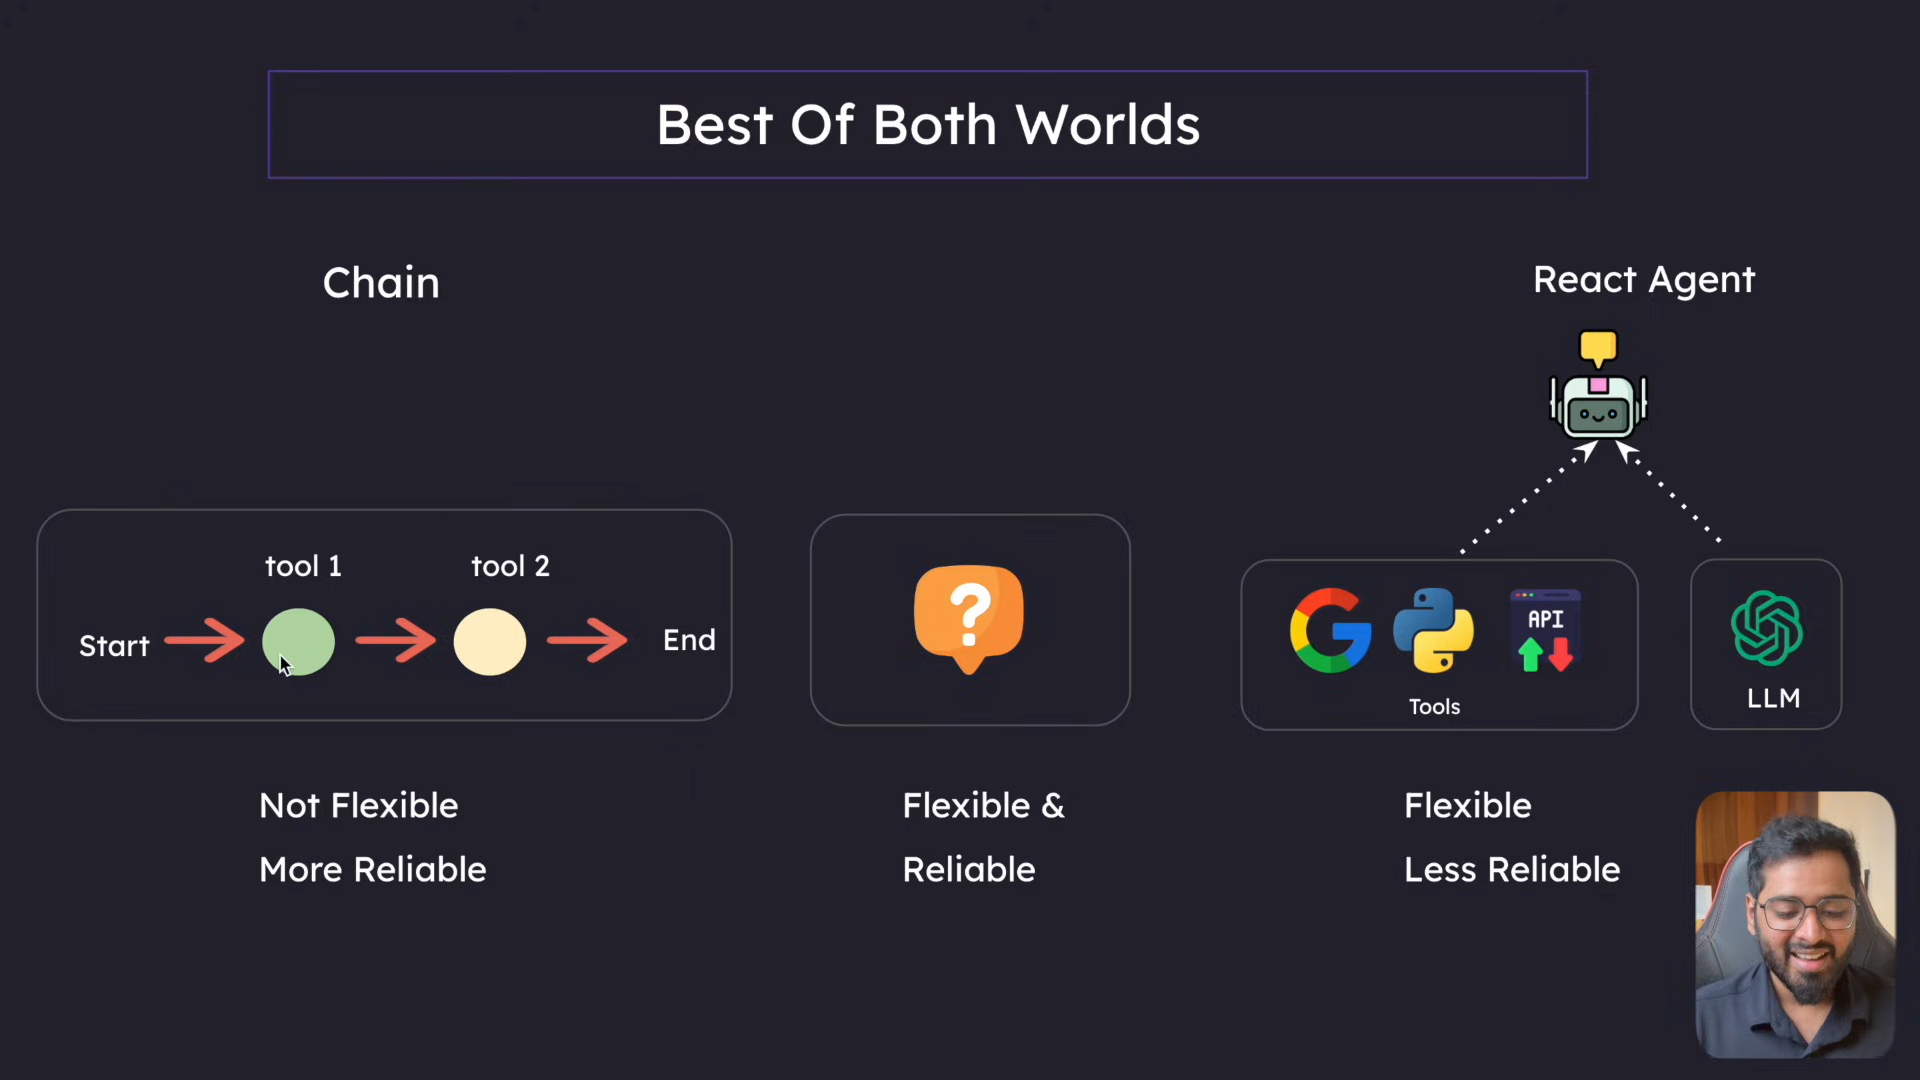 Best Of Both Worlds
Chain
React Agent
tool 1
tool 2
Start
End
?
API
Tools
LLM
Not Flexible
More Reliable
Flexible &
Reliable
Flexible
Less Reliable